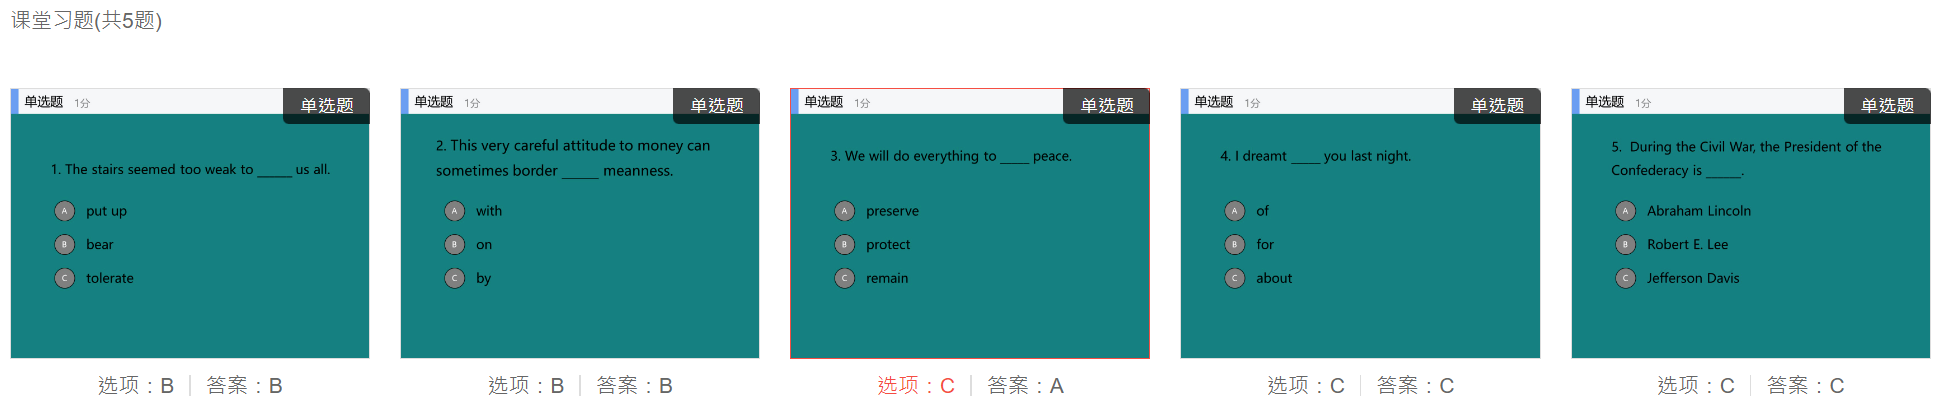 课堂习题(共5题)
单选题 1分 单选题
1. The stairs seemed too weak to _____ us all.
A put up
B bear
C tolerate
选项：B | 答案：B
单选题 1分 单选题
2. This very careful attitude to money can
sometimes border _____ meanness.
A with
B on
C by
选项：B | 答案：B
单选题 1分 单选题
3. We will do everything to ____ peace.
A preserve
B protect
C remain
选项：C | 答案：A
单选题 1分 单选题
4. I dreamt ____ you last night.
A of
B for
C about
选项：C | 答案：C
单选题 1分 单选题
5. During the Civil War, the President of the
Confederacy is _____.
A Abraham Lincoln
B Robert E. Lee
C Jefferson Davis
选项：C | 答案：C